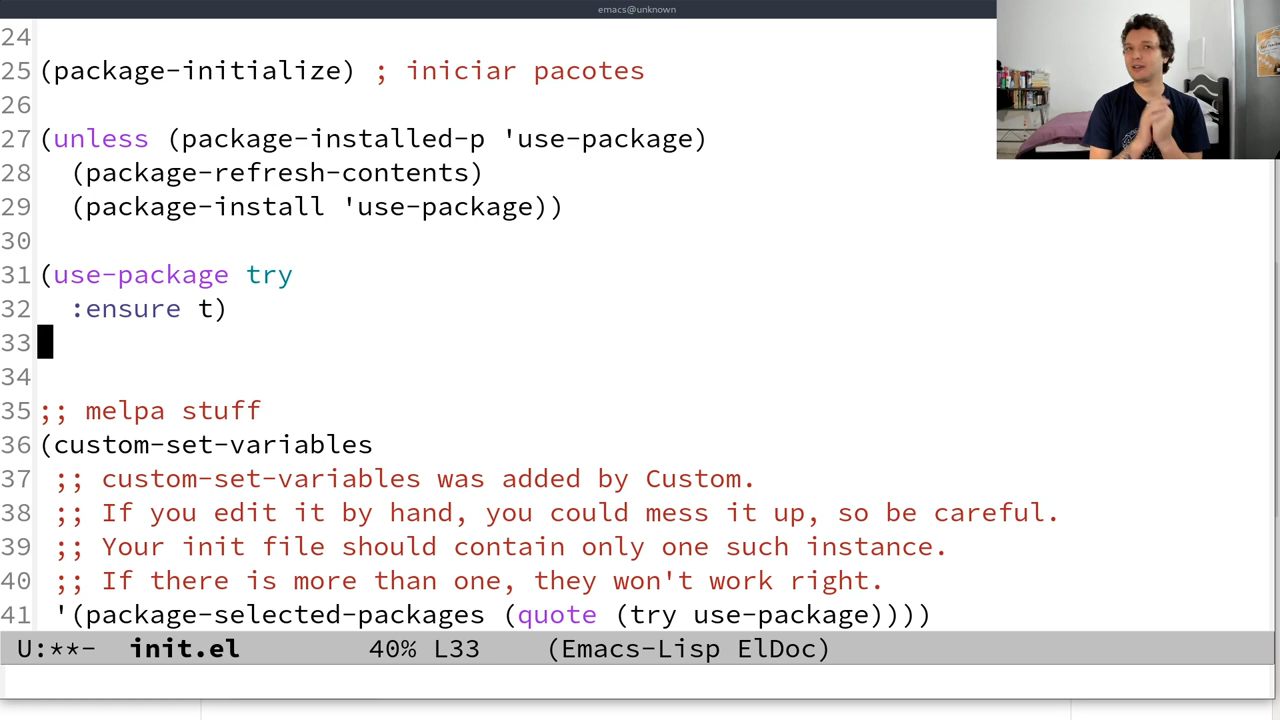 emacs@unknown
24
25 (package-initialize) ; iniciar pacotes
26
27 (unless (package-installed-p 'use-package)
28   (package-refresh-contents)
29   (package-install 'use-package))
30
31 (use-package try
32   :ensure t)
33
34
35 ;; melpa stuff
36 (custom-set-variables
37  ;; custom-set-variables was added by Custom.
38  ;; If you edit it by hand, you could mess it up, so be careful.
39  ;; Your init file should contain only one such instance.
40  ;; If there is more than one, they won't work right.
41  '(package-selected-packages (quote (try use-package))))
U:**-  init.el        40% L33    (Emacs-Lisp ElDoc)